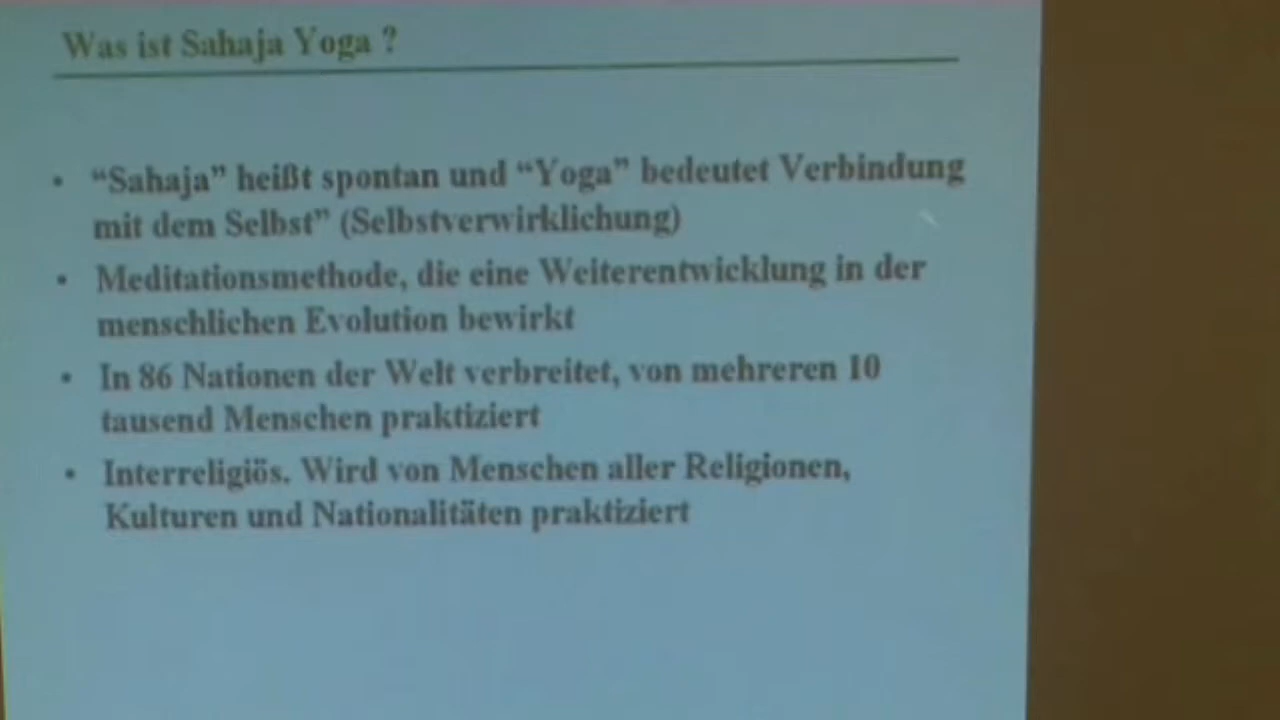 Was ist Sahaja Yoga ?
• “Sahaja” heißt spontan und “Yoga” bedeutet Verbindung
mit dem Selbst” (Selbstverwirklichung)
• Meditationsmethode, die eine Weiterentwicklung in der
menschlichen Evolution bewirkt
• In 86 Nationen der Welt verbreitet, von mehreren 10
tausend Menschen praktiziert
• Interreligiös. Wird von Menschen aller Religionen,
Kulturen und Nationalitäten praktiziert